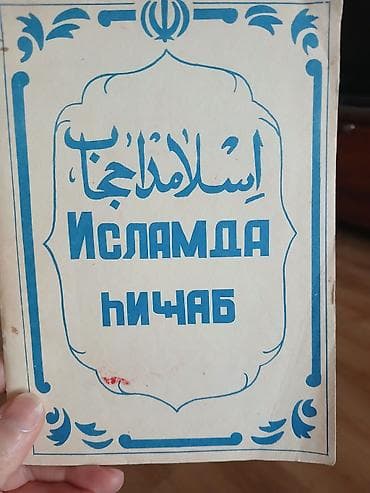 اسلامدا حجاب
Исламда
һиҹаб